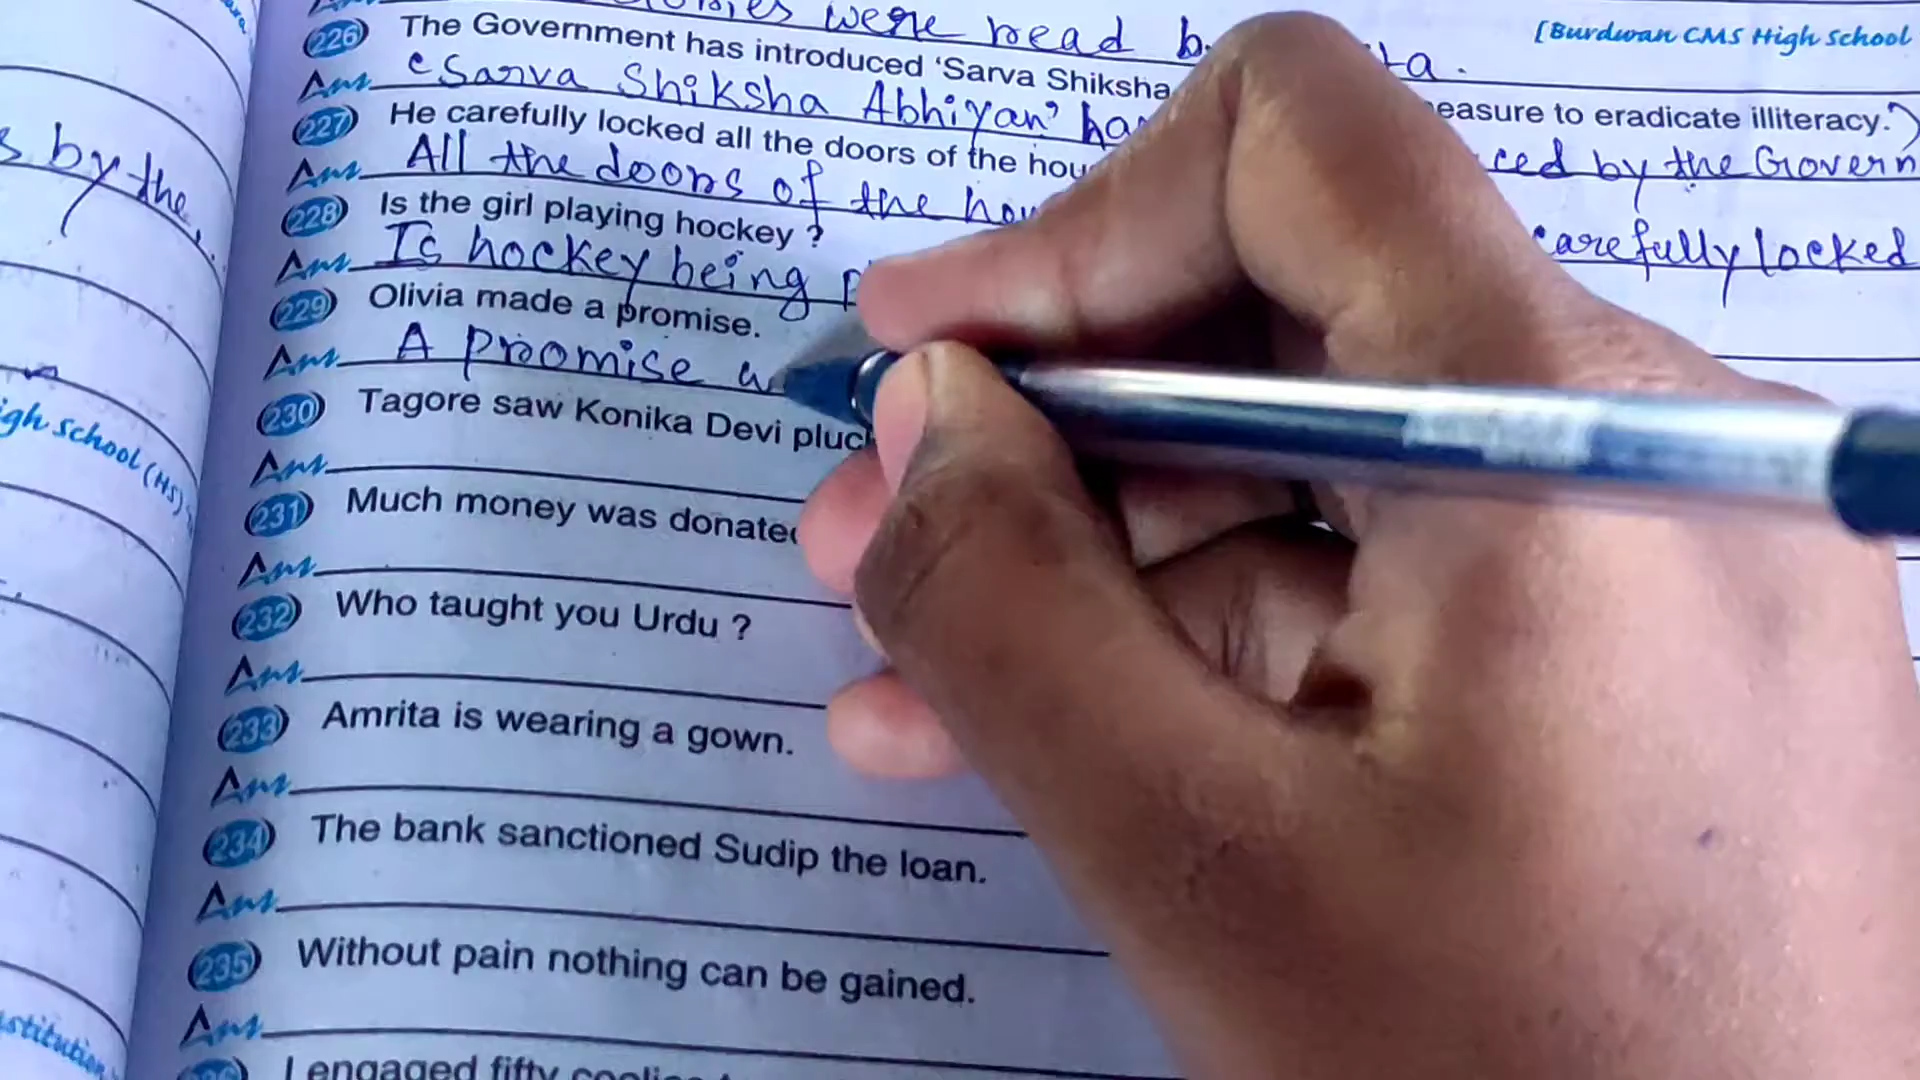 were read b
[Burdwan CMS High School
226 The Government has introduced 'Sarva Shiksha easure to eradicate illiteracy.
Ans 'Sarva Shiksha Abhiyan' ha ced by the Govern
227 He carefully locked all the doors of the hou
Ans All the doors of the hou carefully locked
228 Is the girl playing hockey ?
Ans Is hockey being p
229 Olivia made a promise.
Ans A promise
230 Tagore saw Konika Devi pluc
Ans
231 Much money was donated
Ans
232 Who taught you Urdu ?
Ans
233 Amrita is wearing a gown.
Ans
234 The bank sanctioned Sudip the loan.
Ans
235 Without pain nothing can be gained.
Ans
I engaged fifty
s by the
igh School (HS)
stitution